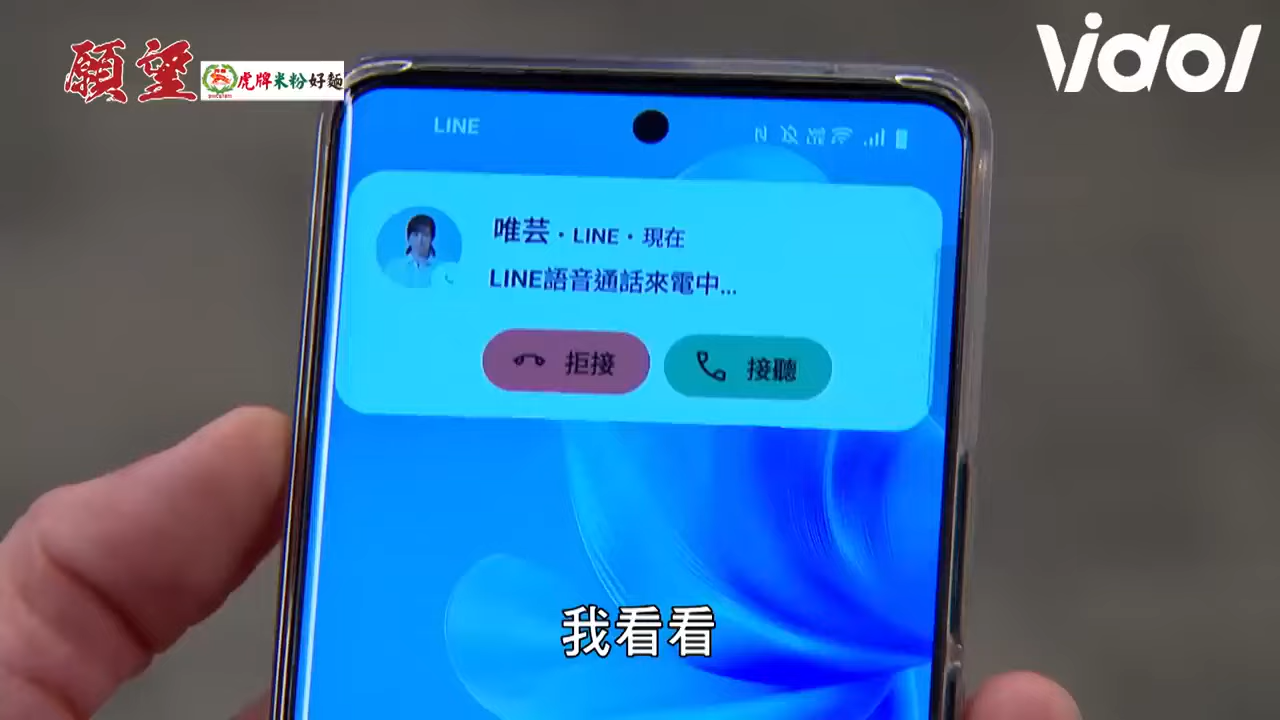 願望
虎牌米粉好麵
Vidol
LINE
唯芸・LINE・現在
LINE語音通話來電中...
拒接
接聽
我看看